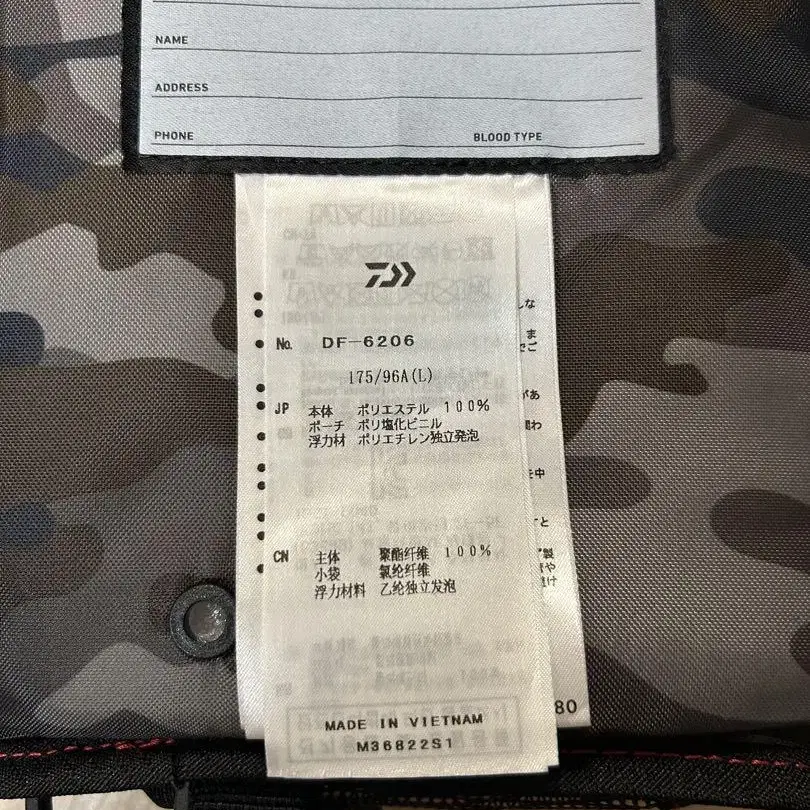 NAME
ADDRESS
PHONE BLOOD TYPE
No. DF-6206
175/96A(L)
JP 本体 ポリエステル 100%
ポーチ ポリ塩化ビニル
浮力材 ポリエチレン独立発泡
CN 主体 聚酯纤维 100%
小袋 氯纶纤维
浮力材料 乙纶独立发泡
MADE IN VIETNAM
M36822S1
80